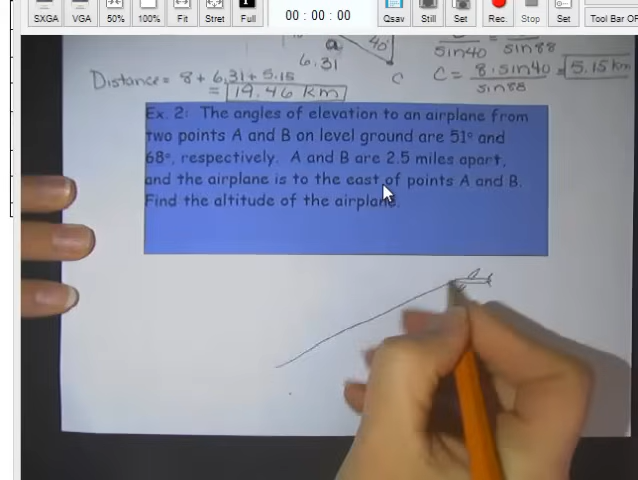 SXGA VGA 50% 100% Fit Stret Full 00 : 00 : 00 Qsav Still Set Rec. Stop Set Tool Bar OP
a 40° sin40 = sin88
6.31
C C = 8·sin40 = 5.15 km
sin88
Distance = 8 + 6.31 + 5.15
= 19.46 km
Ex. 2: The angles of elevation to an airplane from
two points A and B on level ground are 51° and
68°, respectively. A and B are 2.5 miles apart,
and the airplane is to the east of points A and B.
Find the altitude of the airplane.